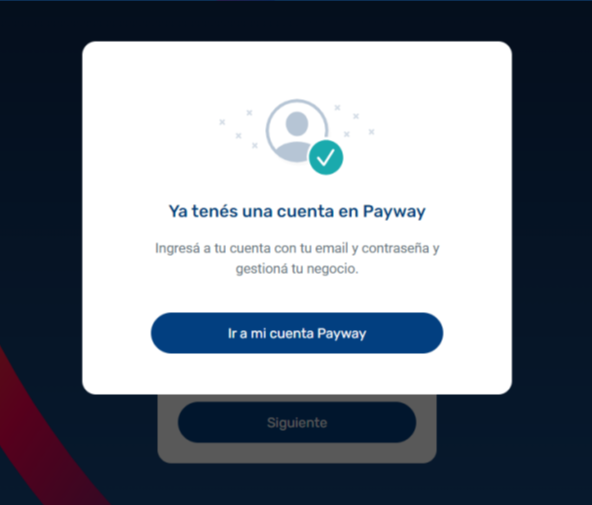 Ya tenés una cuenta en Payway
Ingresá a tu cuenta con tu email y contraseña y
gestioná tu negocio.
Ir a mi cuenta Payway
Siguiente